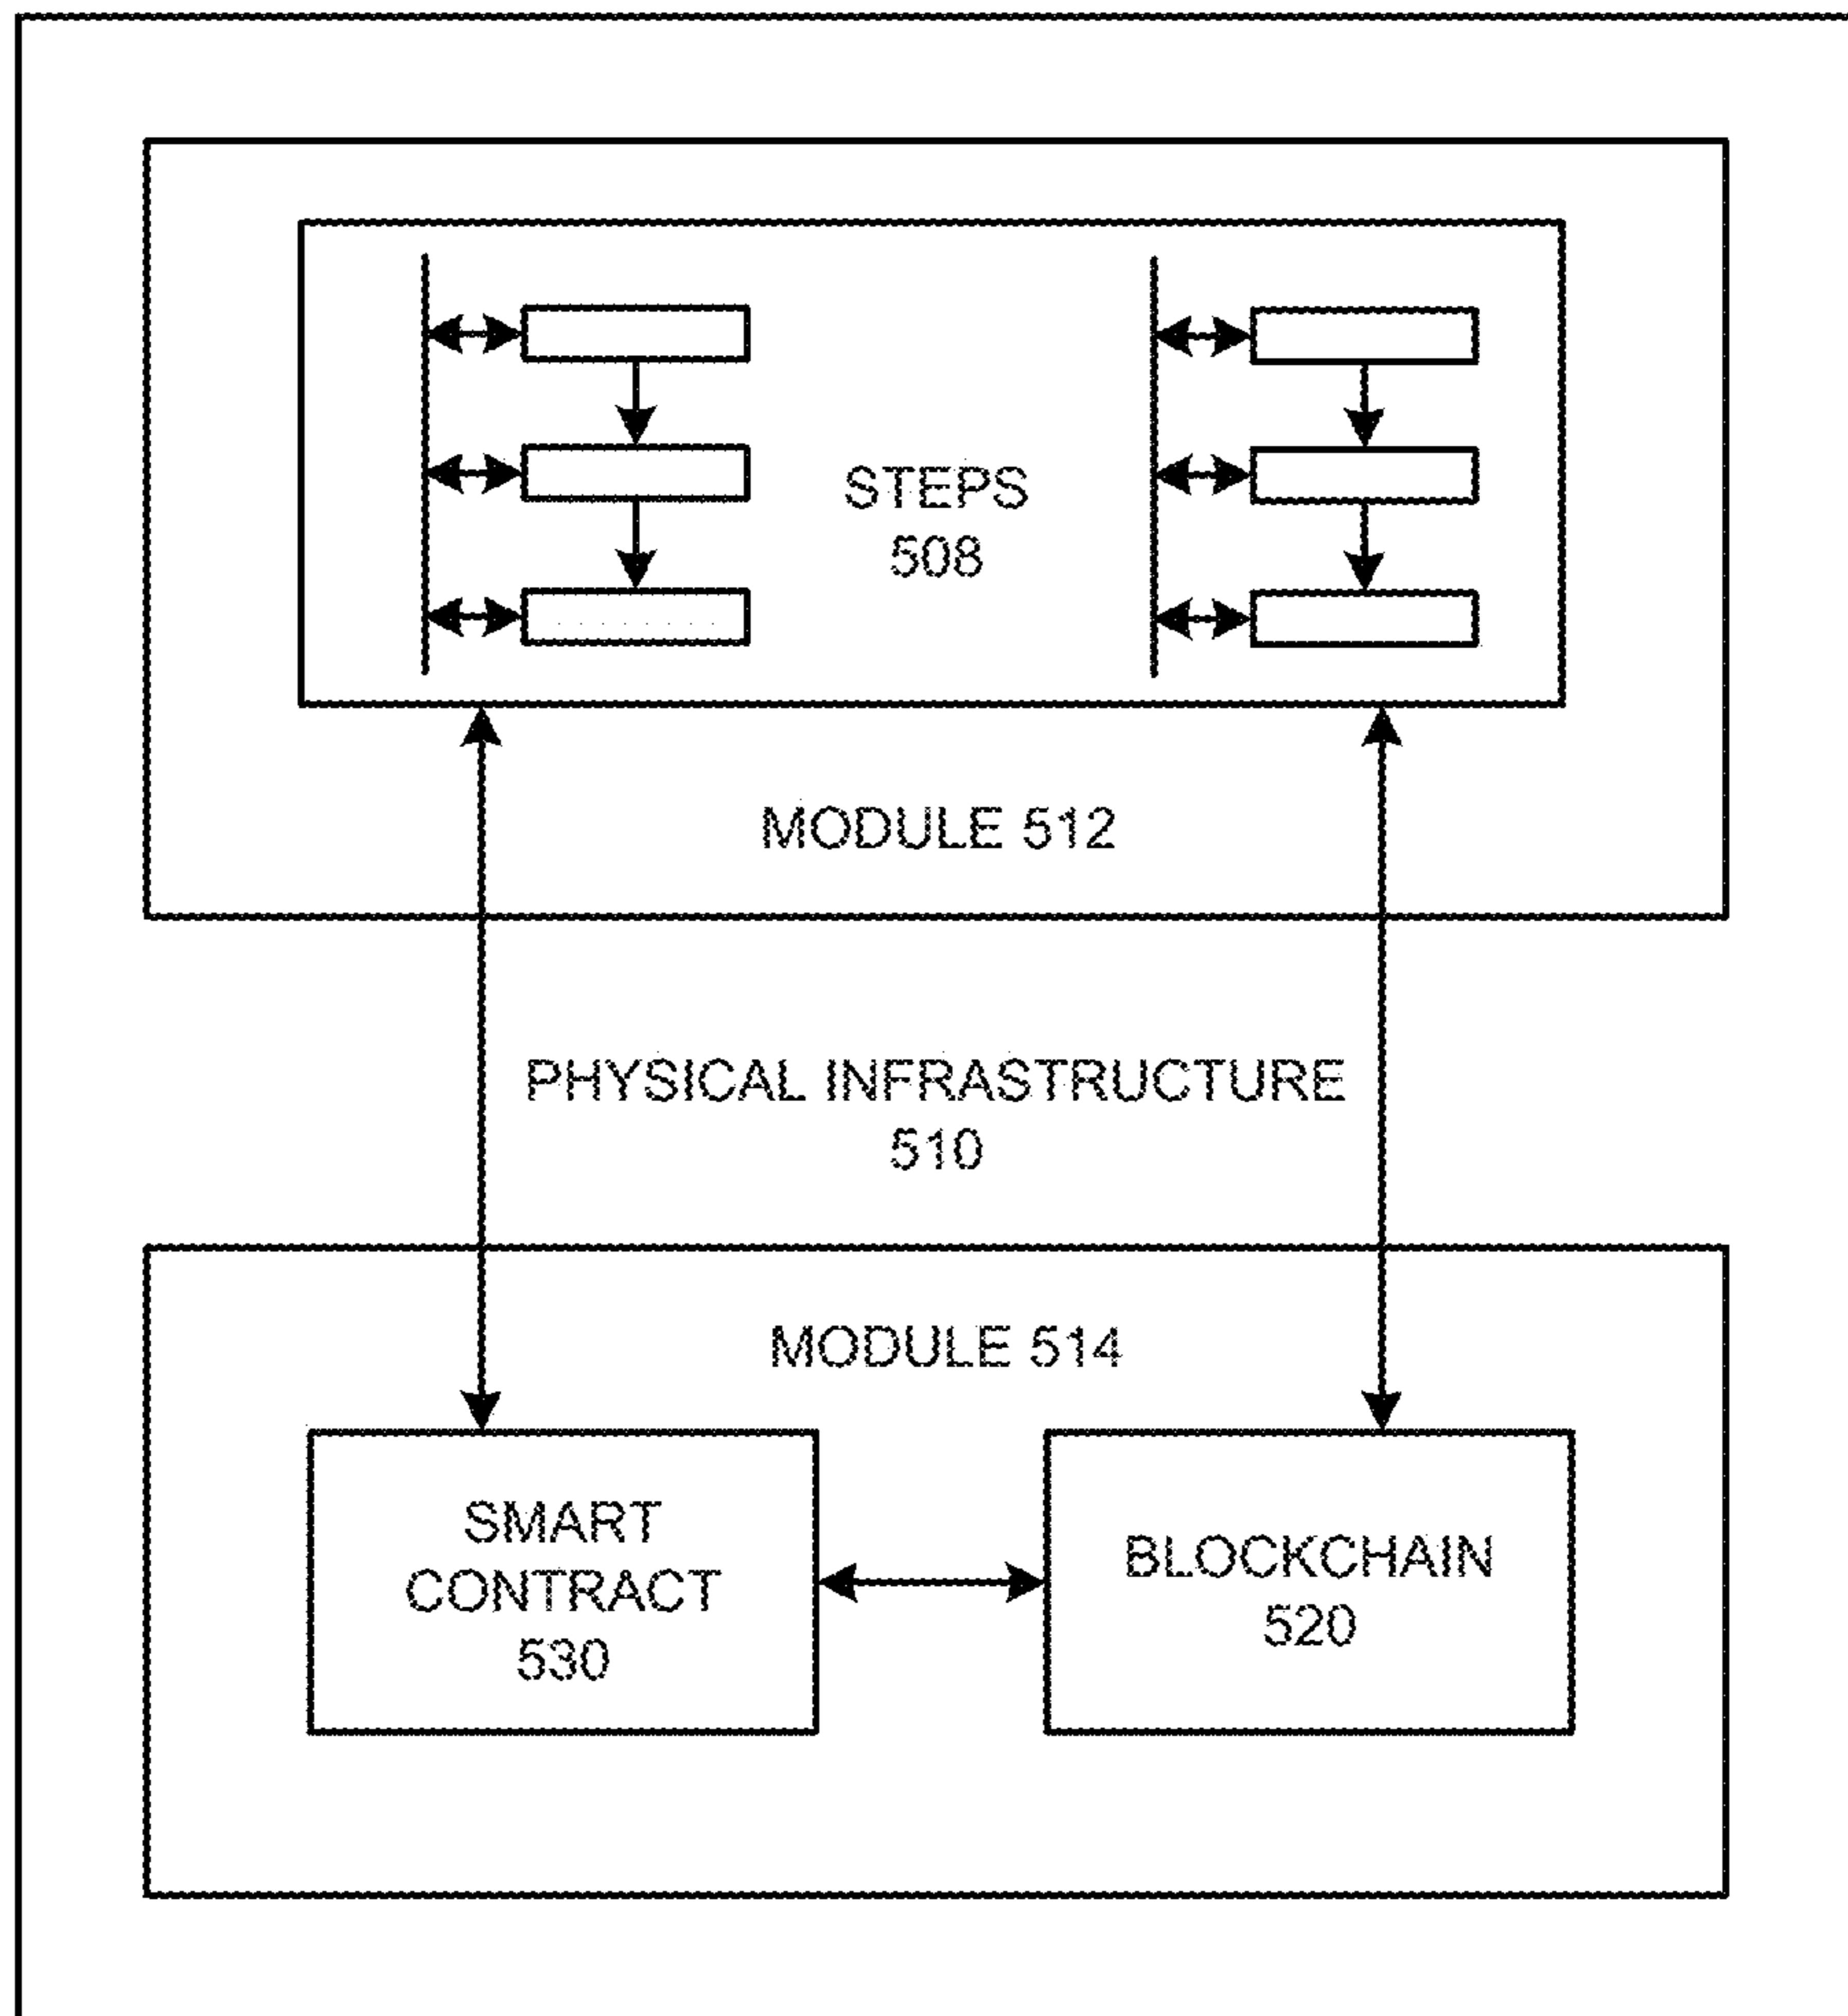 STEPS
508
MODULE 512
PHYSICAL INFRASTRUCTURE
510
MODULE 514
SMART
CONTRACT
530
BLOCKCHAIN
520